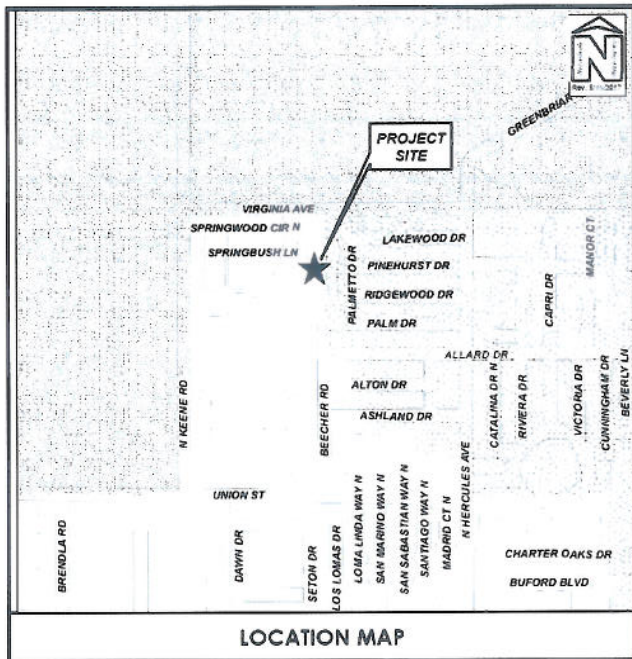 N
GREENBRIAR
PROJECT
SITE
VIRGINIA AVE
SPRINGWOOD CIR N
SPRINGBUSH LN
LAKEWOOD DR
PINEHURST DR
RIDGEWOOD DR
PALM DR
PALMETTO DR
MANOR CT
CAPRI DR
ALLARD DR
ALTON DR
ASHLAND DR
N KEENE RD
BEECHER RD
CATALINA DR N
RIVIERA DR
VICTORIA DR
CUNNINGHAM DR
BEVERLY LN
UNION ST
BRENDLA RD
DAWN DR
SETON DR
LOS LOMAS DR
LOMA LINDA WAY N
SAN MARINO WAY N
SAN SABASTIAN WAY N
SANTIAGO WAY N
MADRID CT N
N HERCULES AVE
CHARTER OAKS DR
BUFORD BLVD
LOCATION MAP